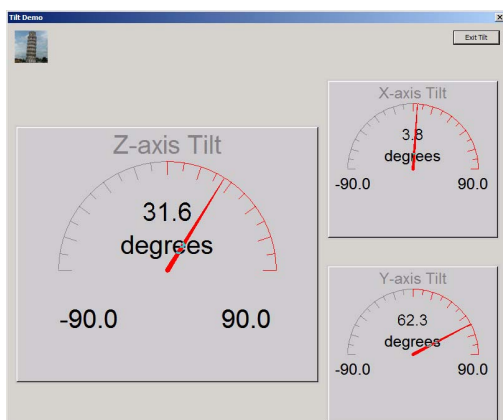 Tilt Demo
Exit Tilt
Z-axis Tilt
31.6
degrees
-90.0 90.0
X-axis Tilt
3.8
degrees
-90.0 90.0
Y-axis Tilt
62.3
degrees
-90.0 90.0